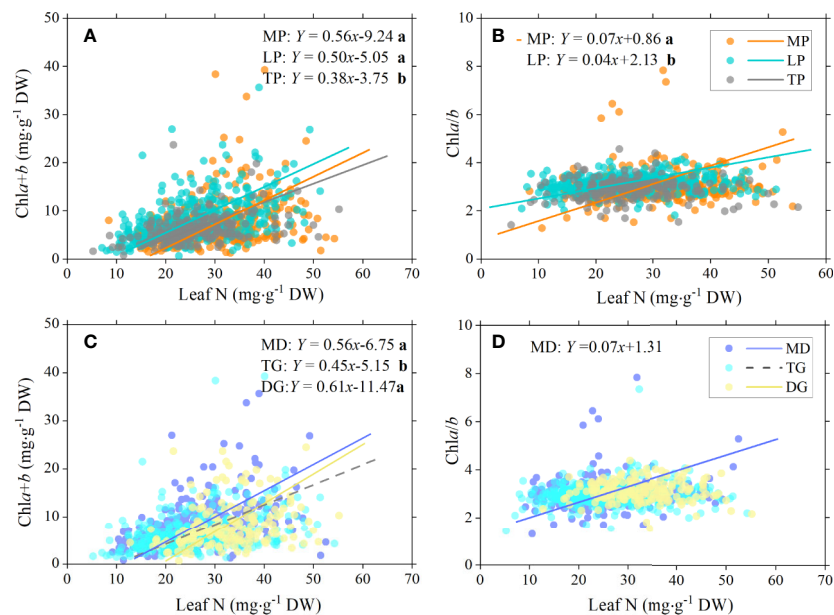 A
MP: Y = 0.56x-9.24 a
LP: Y = 0.50x-5.05 a
TP: Y = 0.38x-3.75 b
50
40
30
20
10
0
Chla+b (mg·g-1 DW)
0 10 20 30 40 50 60 70
Leaf N (mg·g-1 DW)
B
- MP: Y = 0.07x+0.86 a
LP: Y = 0.04x+2.13 b
MP
LP
TP
8
6
4
2
0
Chla/b
0 10 20 30 40 50 60
Leaf N (mg·g-1 DW)
C
MD: Y = 0.56x-6.75 a
TG: Y = 0.45x-5.15 b
DG:Y = 0.61x-11.47a
50
40
30
20
10
0
Chla+b (mg·g-1 DW)
0 10 20 30 40 50 60 70
Leaf N (mg·g-1 DW)
D
MD: Y =0.07x+1.31
MD
TG
DG
8
6
4
2
0
Chla/b
0 10 20 30 40 50 60
Leaf N (mg·g-1 DW)